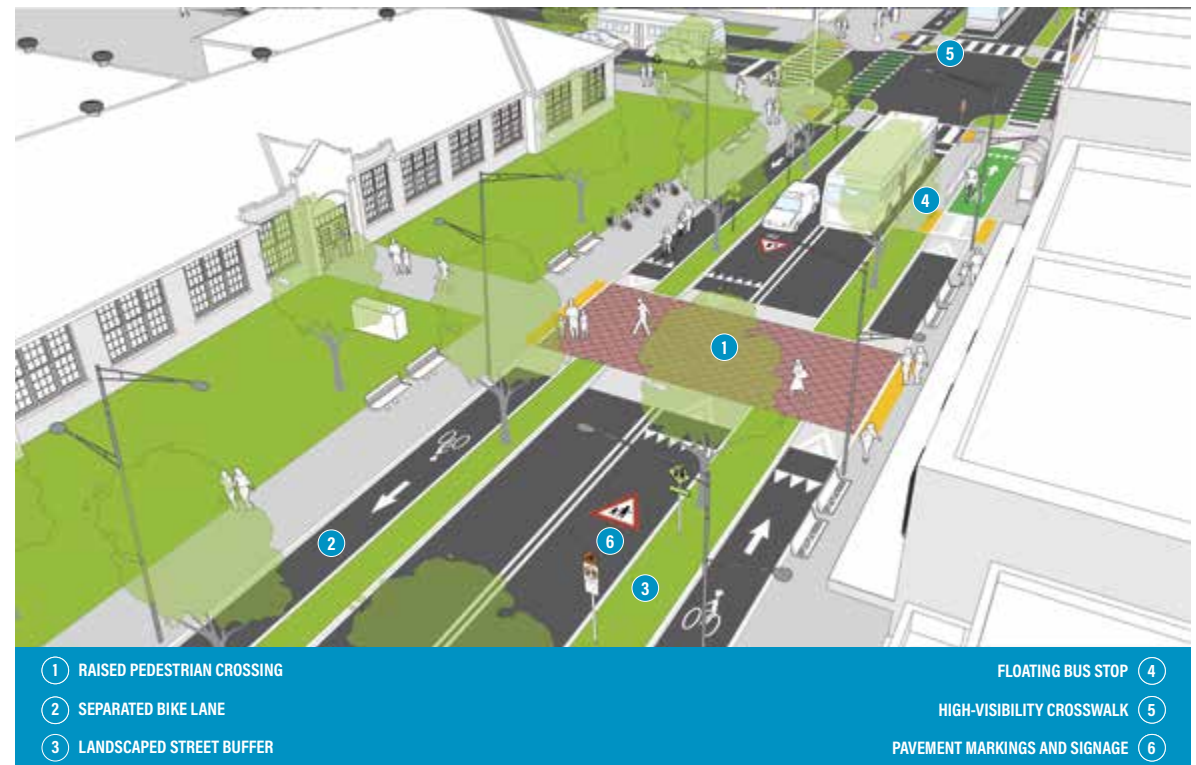 5
4
1
2
6
3
1 RAISED PEDESTRIAN CROSSING
2 SEPARATED BIKE LANE
3 LANDSCAPED STREET BUFFER
FLOATING BUS STOP 4
HIGH-VISIBILITY CROSSWALK 5
PAVEMENT MARKINGS AND SIGNAGE 6